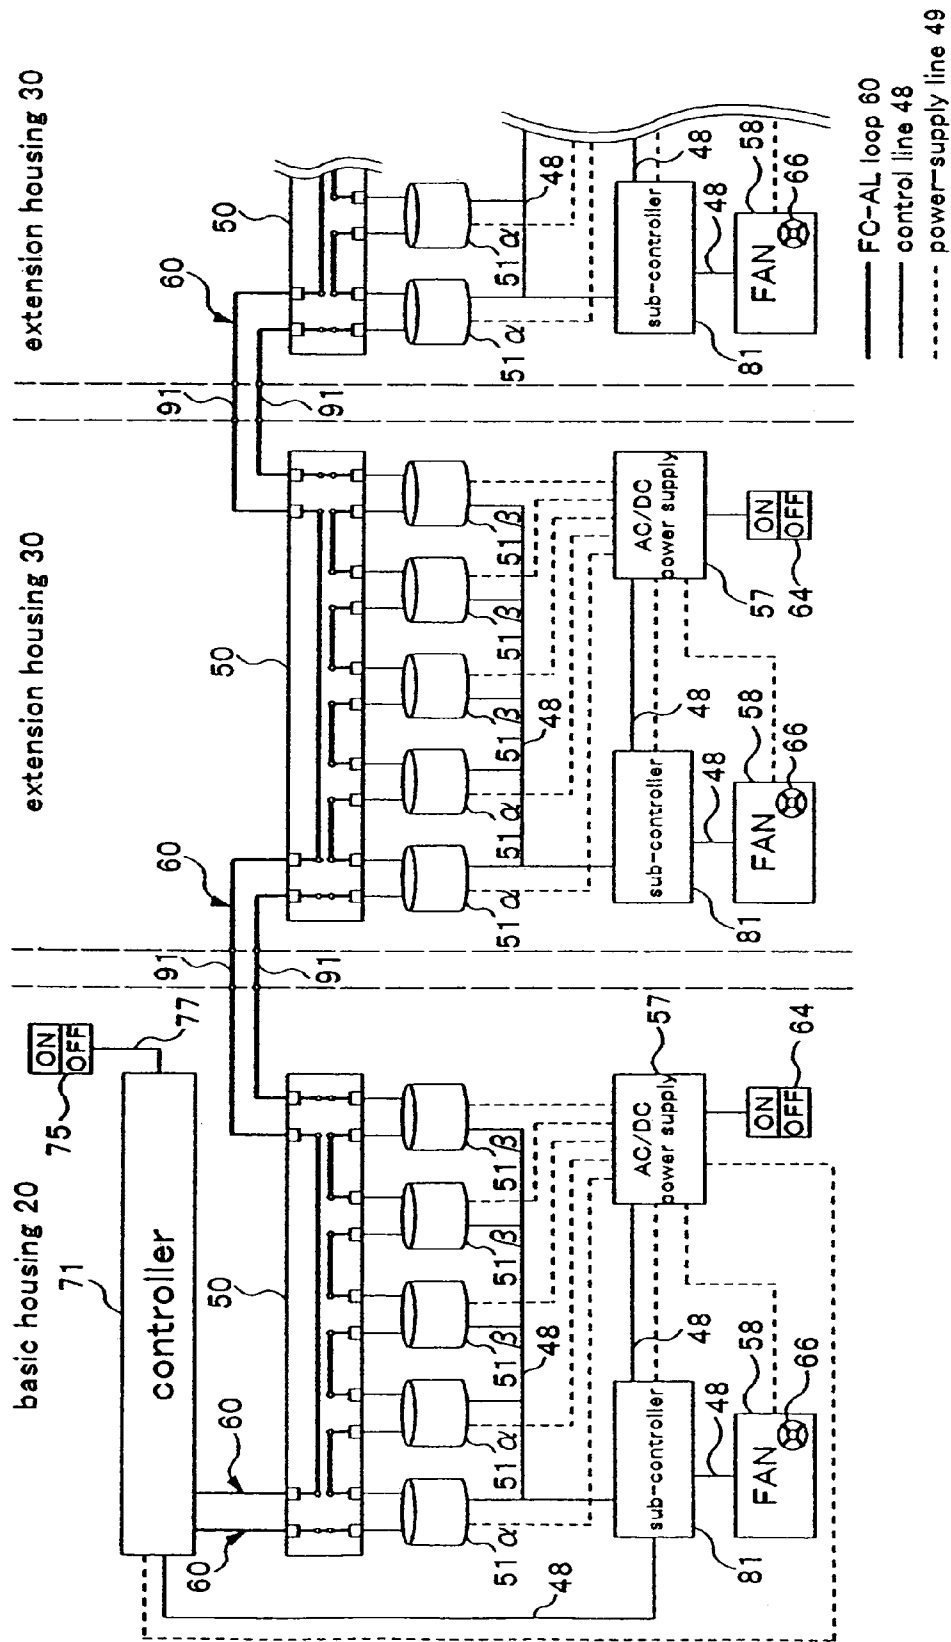 basic housing 20
extension housing 30
extension housing 30
71
controller
75
ON
OFF
77
60
60
50
91
91
60
50
91
91
60
50
51α
51α
51β
51β
51β
48
51α
51α
51β
51β
51β
48
51α
51α
48
48
sub-controller
81
48
48
FAN
58
66
AC/DC
power supply
57
ON
OFF
64
sub-controller
81
48
48
FAN
58
66
AC/DC
power supply
57
ON
OFF
64
sub-controller
81
48
48
FAN
58
66
FC-AL loop 60
control line 48
power-supply line 49